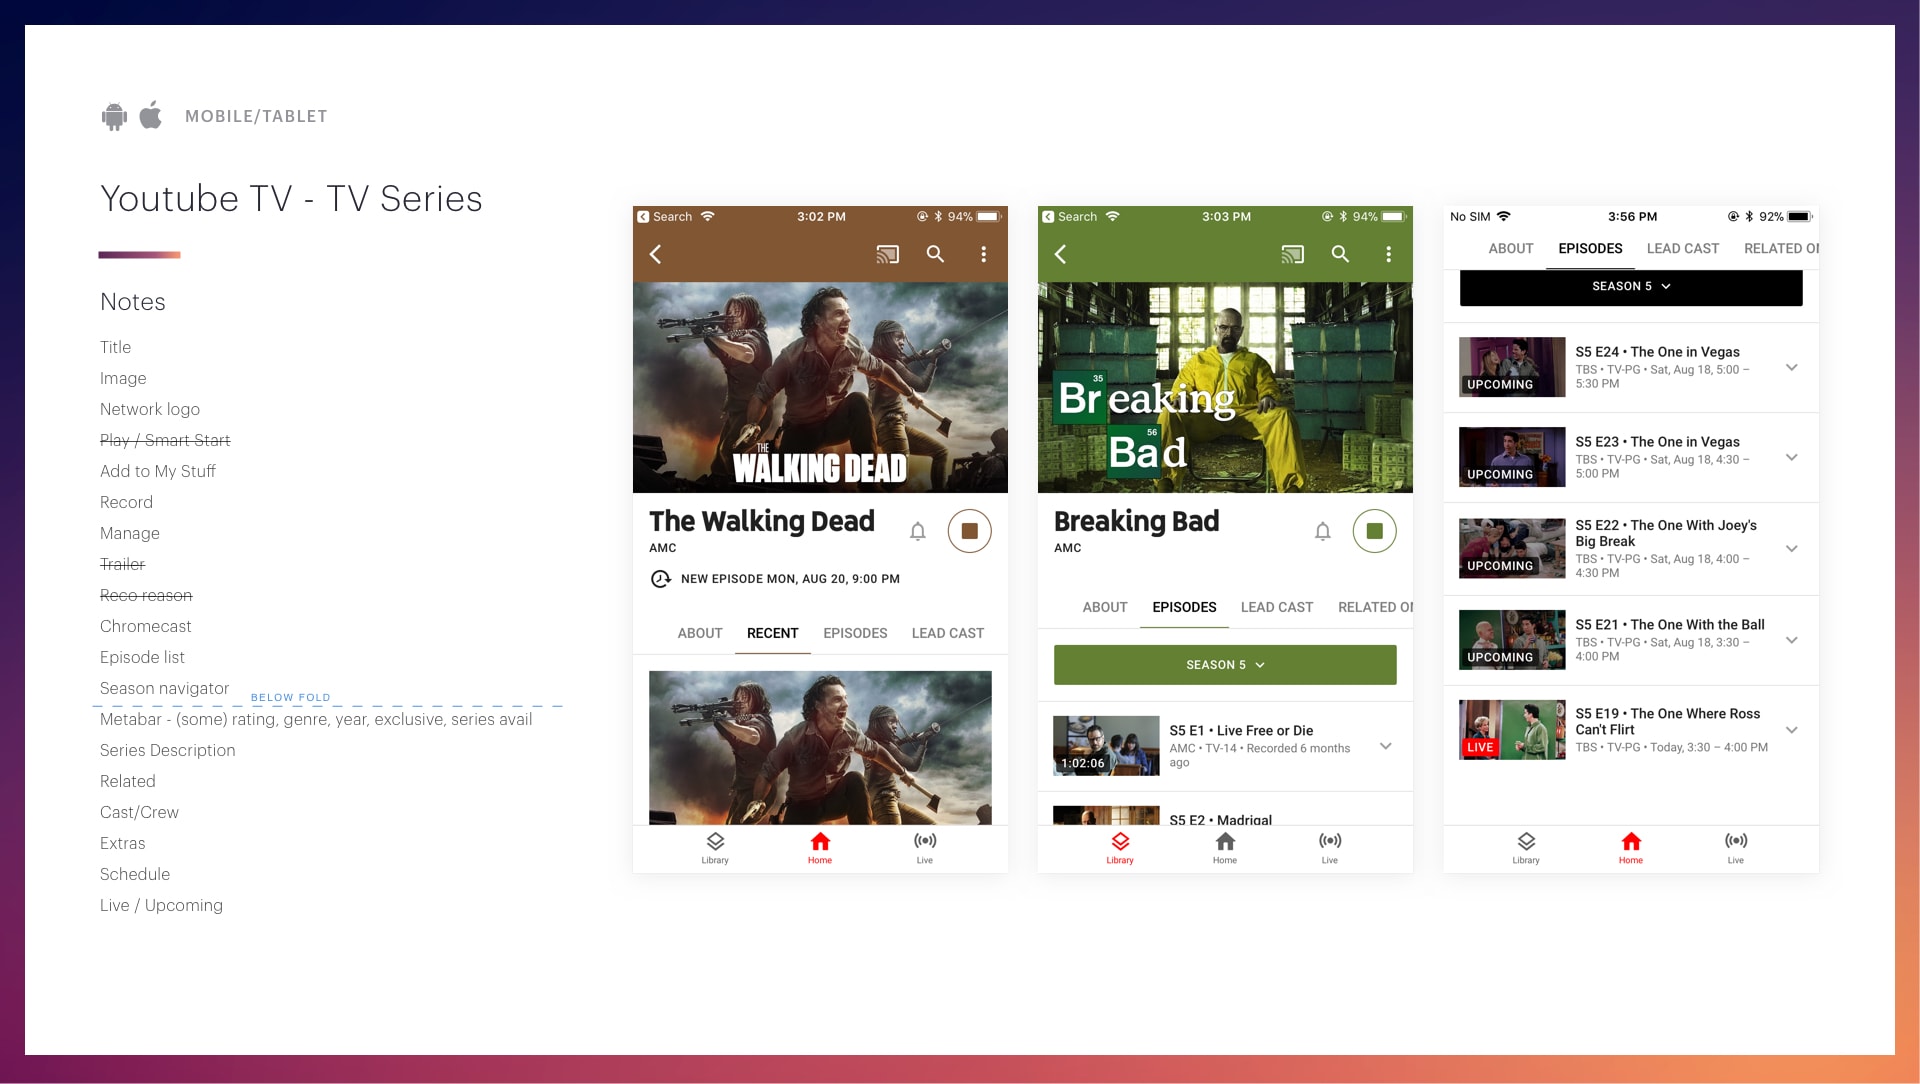 MOBILE/TABLET
Youtube TV - TV Series
Notes
Title
Image
Network logo
Play / Smart Start
Add to My Stuff
Record
Manage
Trailer
Reco reason
Chromecast
Episode list
Season navigator
BELOW FOLD
Metabar - (some) rating, genre, year, exclusive, series avail
Series Description
Related
Cast/Crew
Extras
Schedule
Live / Upcoming
Search 3:02 PM 94%
THE
WALKING DEAD
The Walking Dead
AMC
NEW EPISODE MON, AUG 20, 9:00 PM
ABOUT RECENT EPISODES LEAD CAST
Library Home Live
Search 3:03 PM 94%
35
Breaking
56
Bad
Breaking Bad
AMC
ABOUT EPISODES LEAD CAST RELATED ON
SEASON 5
S5 E1 • Live Free or Die
AMC • TV-14 • Recorded 6 months
ago
1:02:06
S5 E2 • Madrigal
Library Home Live
No SIM 3:56 PM 92%
ABOUT EPISODES LEAD CAST RELATED ON
SEASON 5
S5 E24 • The One in Vegas
TBS • TV-PG • Sat, Aug 18, 5:00 –
5:30 PM
UPCOMING
S5 E23 • The One in Vegas
TBS • TV-PG • Sat, Aug 18, 4:30 –
5:00 PM
UPCOMING
S5 E22 • The One With Joey's
Big Break
TBS • TV-PG • Sat, Aug 18, 4:00 –
4:30 PM
UPCOMING
S5 E21 • The One With the Ball
TBS • TV-PG • Sat, Aug 18, 3:30 –
4:00 PM
UPCOMING
S5 E19 • The One Where Ross
Can't Flirt
TBS • TV-PG • Today, 3:30 – 4:00 PM
LIVE
Library Home Live